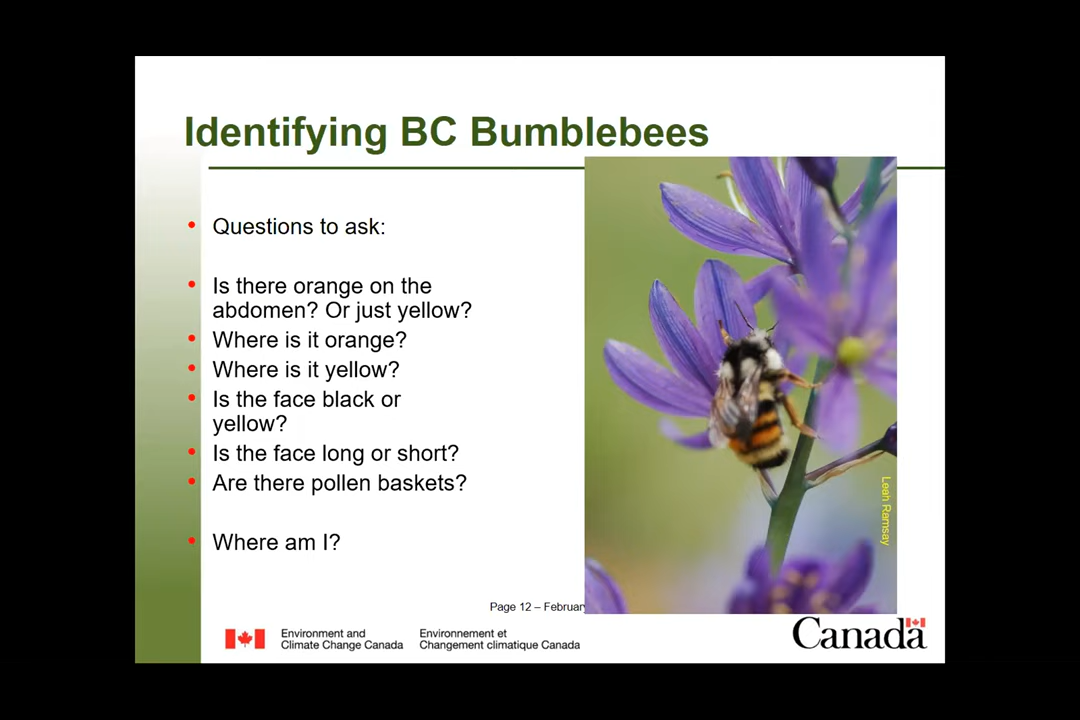 Identifying BC Bumblebees
• Questions to ask:
• Is there orange on the
abdomen? Or just yellow?
• Where is it orange?
• Where is it yellow?
• Is the face black or
yellow?
• Is the face long or short?
• Are there pollen baskets?
• Where am I?
Leah Ramsay
Page 12 – February
Environment and
Climate Change Canada
Environnement et
Changement climatique Canada
Canada